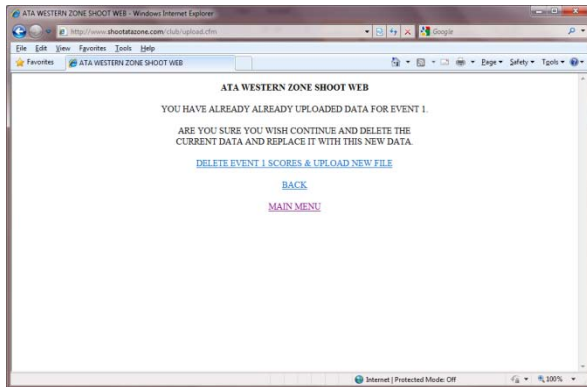 ATA WESTERN ZONE SHOOT WEB - Windows Internet Explorer
http://www.shootatazone.com/club/upload.cfm
Google
File Edit View Favorites Tools Help
Favorites ATA WESTERN ZONE SHOOT WEB Page Safety Tools
ATA WESTERN ZONE SHOOT WEB
YOU HAVE ALREADY ALREADY UPLOADED DATA FOR EVENT 1.
ARE YOU SURE YOU WISH CONTINUE AND DELETE THE
CURRENT DATA AND REPLACE IT WITH THIS NEW DATA.
DELETE EVENT 1 SCORES & UPLOAD NEW FILE
BACK
MAIN MENU
Internet | Protected Mode: Off 100%